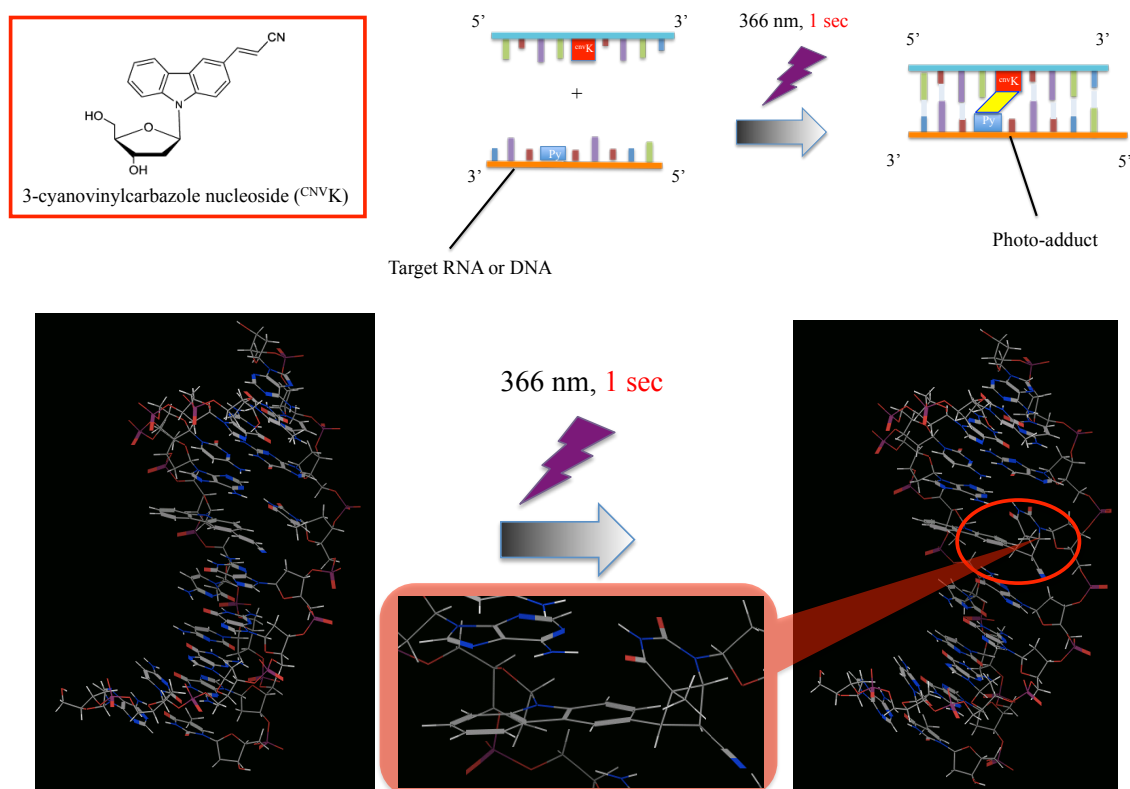 CN
N
HO
O
OH
3-cyanovinylcarbazole nucleoside (CNVK)
5’
3’
cnvK
+
Py
3’
5’
Target RNA or DNA
366 nm, 1 sec
5’
3’
cnvK
Py
3’
5’
Photo-adduct
366 nm, 1 sec